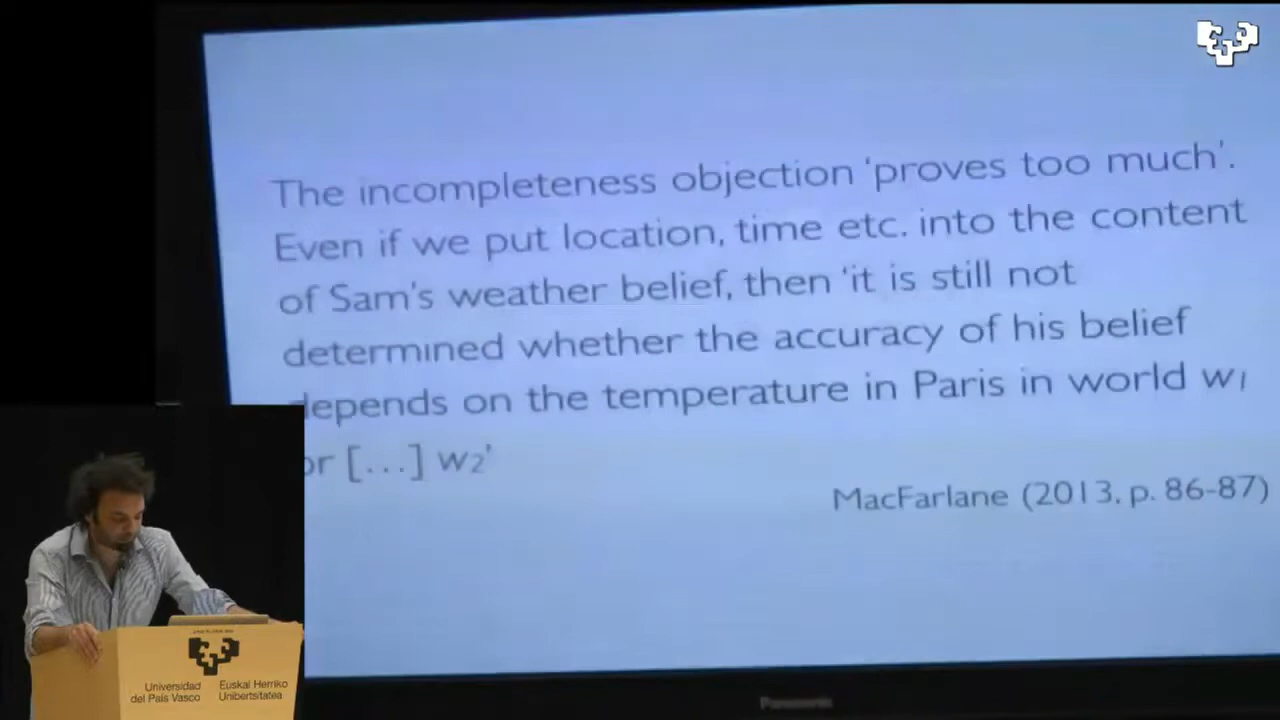 The incompleteness objection ‘proves too much’.
Even if we put location, time etc. into the content
of Sam's weather belief, then ‘it is still not
determined whether the accuracy of his belief
depends on the temperature in Paris in world w1
or [...] w2’
MacFarlane (2013, p. 86-87)
Panasonic
Universidad
del País Vasco
Euskal Herriko
Unibertsitatea